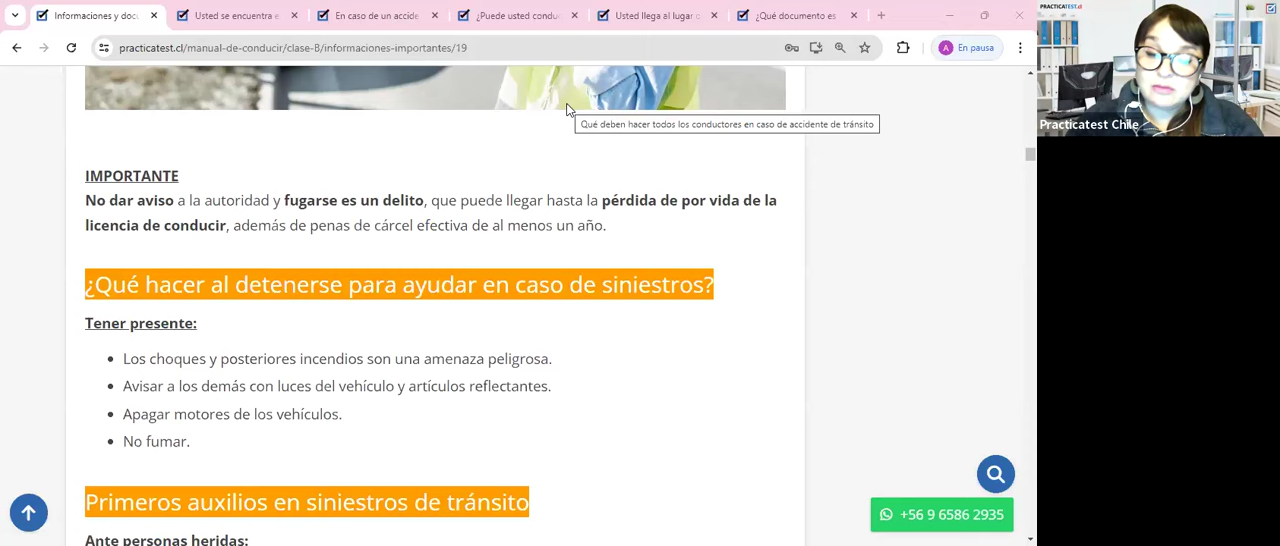 Informaciones y docu
Usted se encuentra e
En caso de un accide
¿Puede usted conduc
Usted llega al lugar o
¿Qué documento es
practicatest.cl/manual-de-conducir/clase-B/informaciones-importantes/19
A
En pausa
PRACTICATEST.cl
Practicatest Chile
Qué deben hacer todos los conductores en caso de accidente de tránsito
IMPORTANTE
No dar aviso a la autoridad y fugarse es un delito, que puede llegar hasta la pérdida de por vida de la
licencia de conducir, además de penas de cárcel efectiva de al menos un año.
¿Qué hacer al detenerse para ayudar en caso de siniestros?
Tener presente:
• Los choques y posteriores incendios son una amenaza peligrosa.
• Avisar a los demás con luces del vehículo y artículos reflectantes.
• Apagar motores de los vehículos.
• No fumar.
Primeros auxilios en siniestros de tránsito
+56 9 6586 2935
Ante personas heridas: